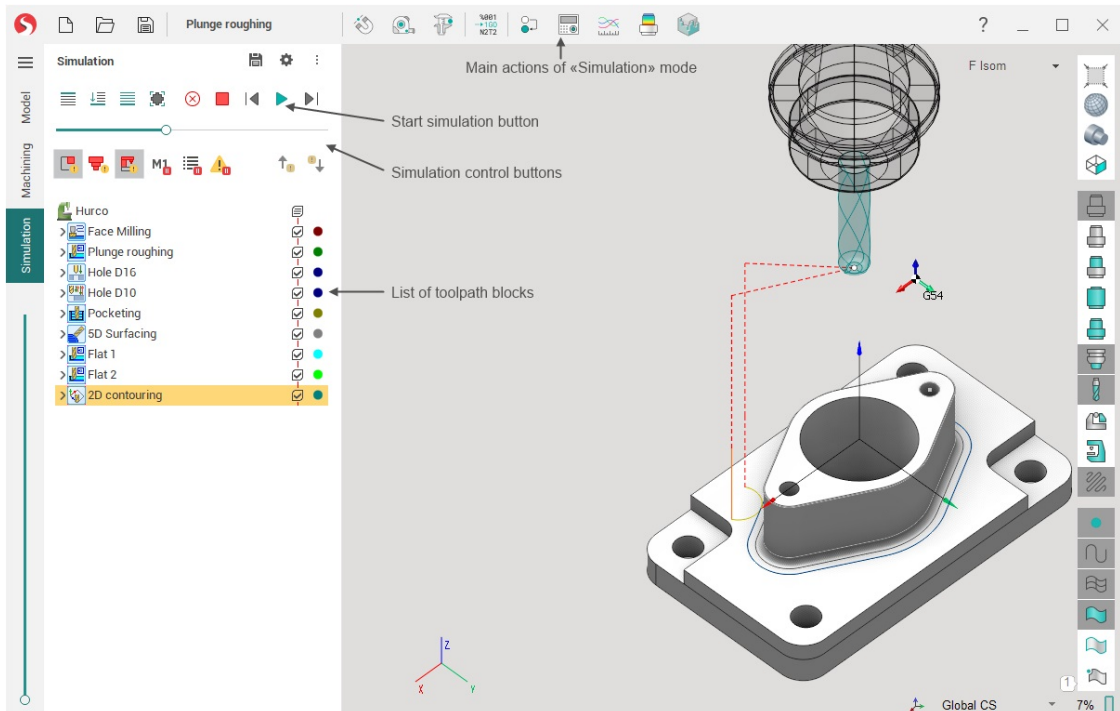 Plunge roughing
%001
→1G0
N2T2
?
Simulation
Main actions of «Simulation» mode
F Isom
Model
Machining
Simulation
Start simulation button
Simulation control buttons
M1
Hurco
Face Milling
Plunge roughing
Hole D16
Hole D10
List of toolpath blocks
Pocketing
5D Surfacing
Flat 1
Flat 2
2D contouring
G54
Z
X
Y
1
Global CS
7%